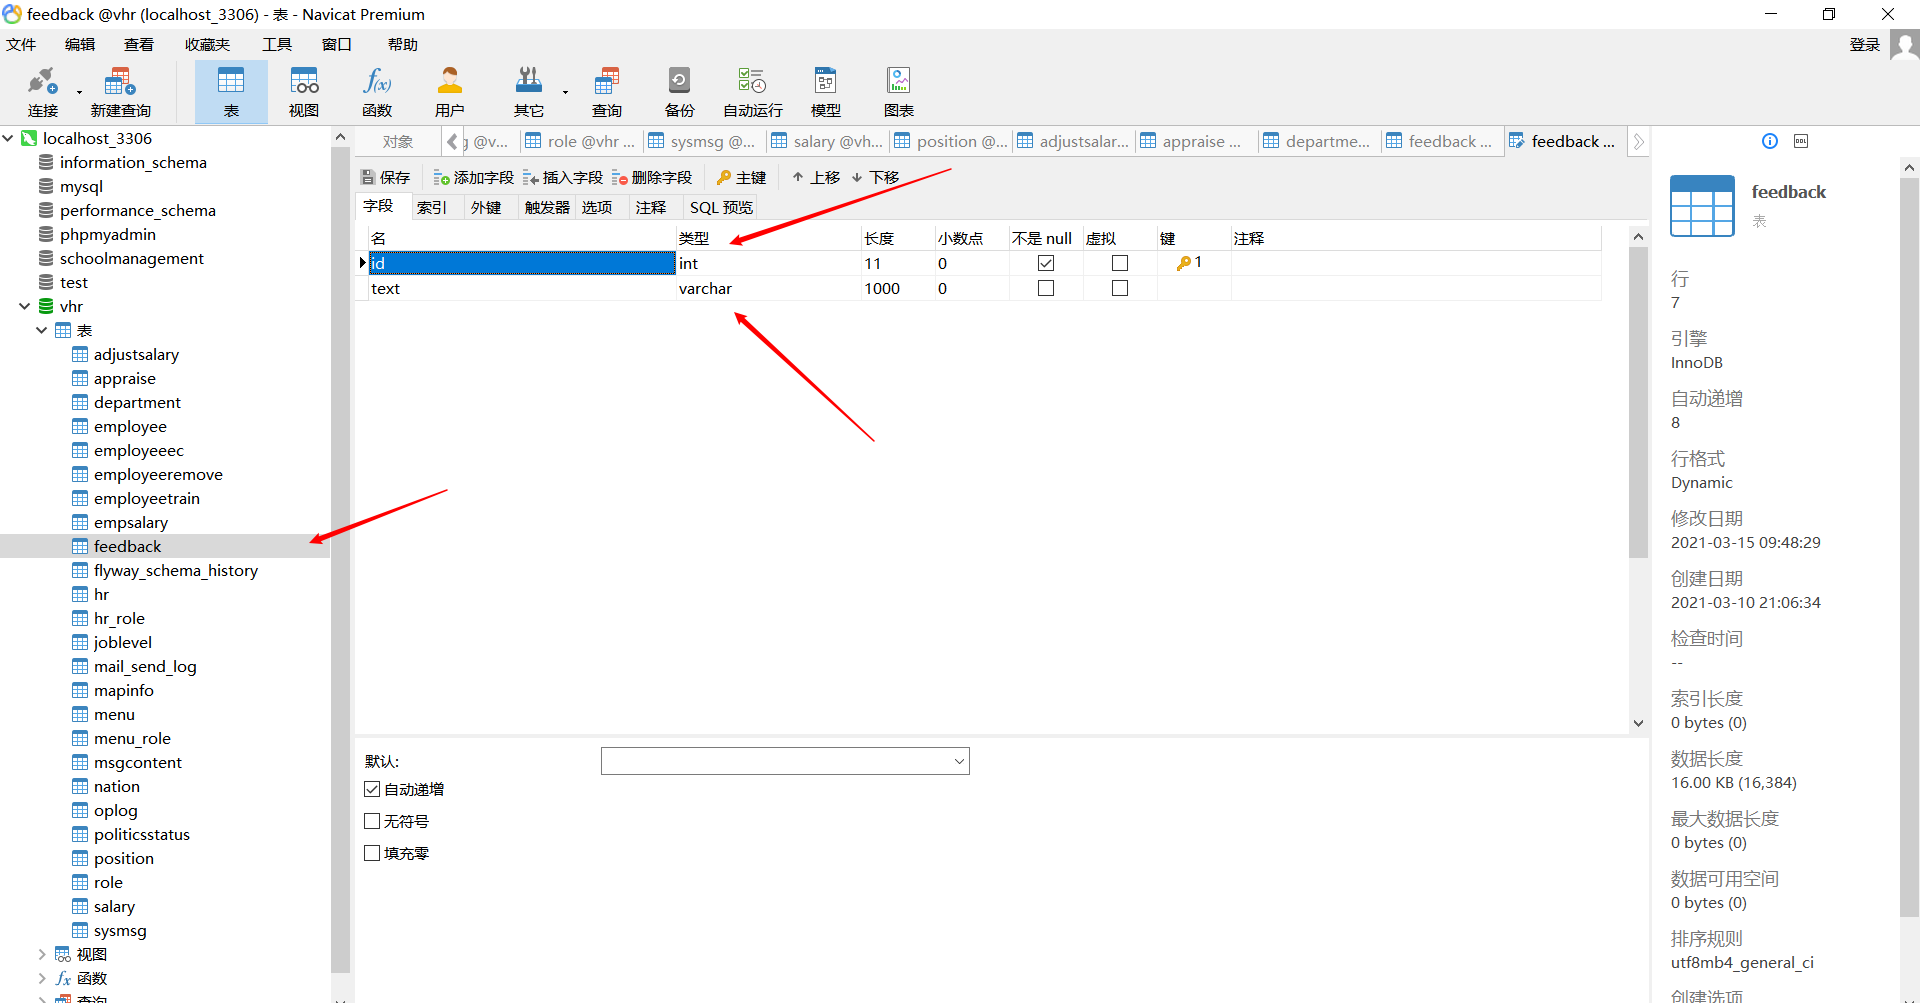 feedback @vhr (localhost_3306) - 表 - Navicat Premium
文件 编辑 查看 收藏夹 工具 窗口 帮助 登录
连接 新建查询 表 视图 函数 用户 其它 查询 备份 自动运行 模型 图表
localhost_3306
information_schema
mysql
performance_schema
phpmyadmin
schoolmanagement
test
vhr
表
adjustsalary
appraise
department
employee
employeeec
employeeremove
employeetrain
empsalary
feedback
flyway_schema_history
hr
hr_role
joblevel
mail_send_log
mapinfo
menu
menu_role
msgcontent
nation
oplog
politicsstatus
position
role
salary
sysmsg
视图
函数
查询
对象 g @v... role @vhr ... sysmsg @... salary @vh... position @... adjustsalar... appraise ... departme... feedback ... feedback ...
保存 添加字段 插入字段 删除字段 主键 上移 下移
字段 索引 外键 触发器 选项 注释 SQL 预览
名 类型 长度 小数点 不是 null 虚拟 键 注释
id int 11 0 1
text varchar 1000 0
默认:
自动递增
无符号
填充零
DDL
feedback
表
行
7
引擎
InnoDB
自动递增
8
行格式
Dynamic
修改日期
2021-03-15 09:48:29
创建日期
2021-03-10 21:06:34
检查时间
--
索引长度
0 bytes (0)
数据长度
16.00 KB (16,384)
最大数据长度
0 bytes (0)
数据可用空间
0 bytes (0)
排序规则
utf8mb4_general_ci
创建选项